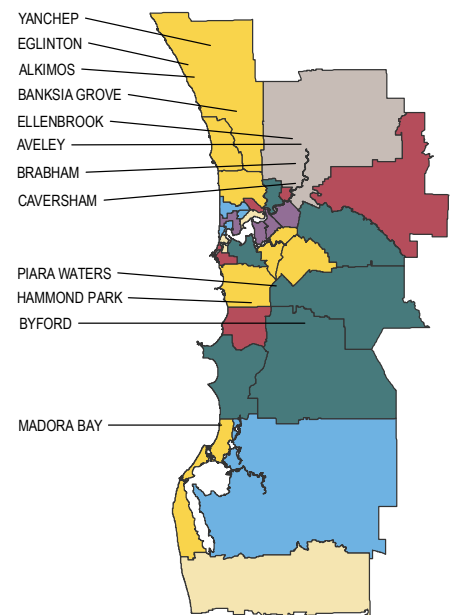 YANCHEP
EGLINTON
ALKIMOS
BANKSIA GROVE
ELLENBROOK
AVELEY
BRABHAM
CAVERSHAM
PIARA WATERS
HAMMOND PARK
BYFORD
MADORA BAY